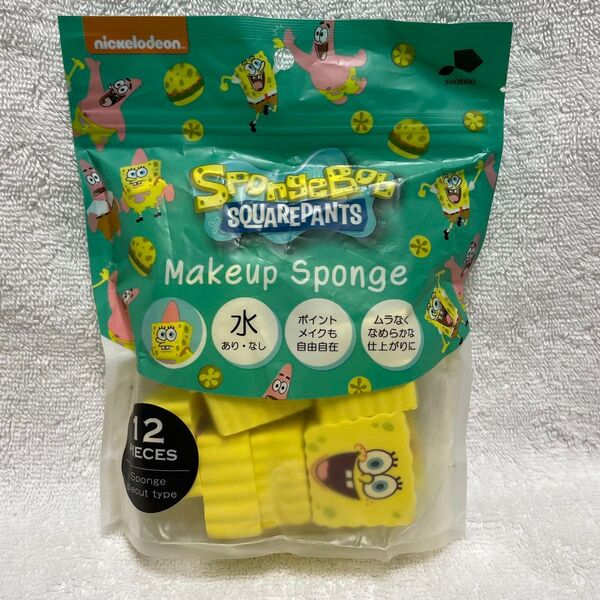 nickelodeon
SHOBIDO
SpongeBob
SQUAREPANTS
Makeup Sponge
水
あり・なし
ポイント
メイクも
自由自在
ムラなく
なめらかな
仕上がりに
12
PIECES
Sponge
diecut type